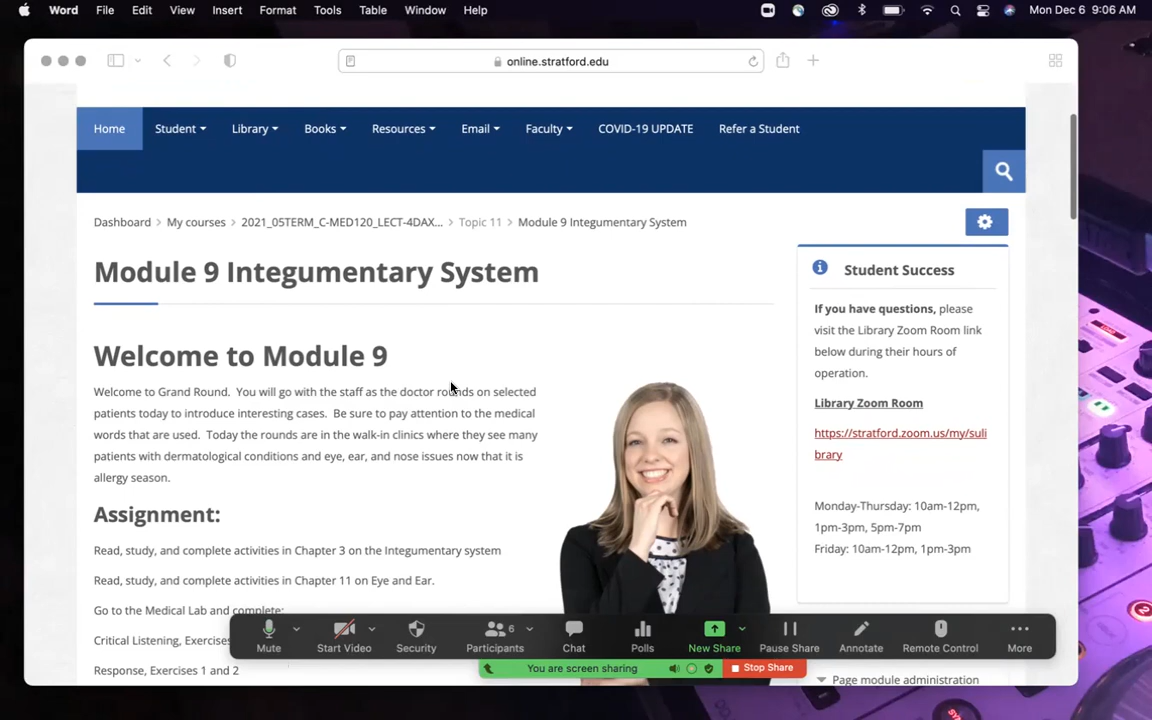 Word File Edit View Insert Format Tools Table Window Help Mon Dec 6 9:06 AM
online.stratford.edu
Home Student Library Books Resources Email Faculty COVID-19 UPDATE Refer a Student
Dashboard > My courses > 2021_05TERM_C-MED120_LECT-4DAX... > Topic 11 > Module 9 Integumentary System
Module 9 Integumentary System
Welcome to Module 9
Welcome to Grand Round. You will go with the staff as the doctor rounds on selected
patients today to introduce interesting cases. Be sure to pay attention to the medical
words that are used. Today the rounds are in the walk-in clinics where they see many
patients with dermatological conditions and eye, ear, and nose issues now that it is
allergy season.
Assignment:
Read, study, and complete activities in Chapter 3 on the Integumentary system
Read, study, and complete activities in Chapter 11 on Eye and Ear.
Go to the Medical Lab and complete:
Critical Listening, Exercises
Response, Exercises 1 and 2
Student Success
If you have questions, please
visit the Library Zoom Room link
below during their hours of
operation.
Library Zoom Room
https://stratford.zoom.us/my/suli
brary
Monday-Thursday: 10am-12pm,
1pm-3pm, 5pm-7pm
Friday: 10am-12pm, 1pm-3pm
Page module administration
6
Mute Start Video Security Participants Chat Polls New Share Pause Share Annotate Remote Control More
You are screen sharing Stop Share